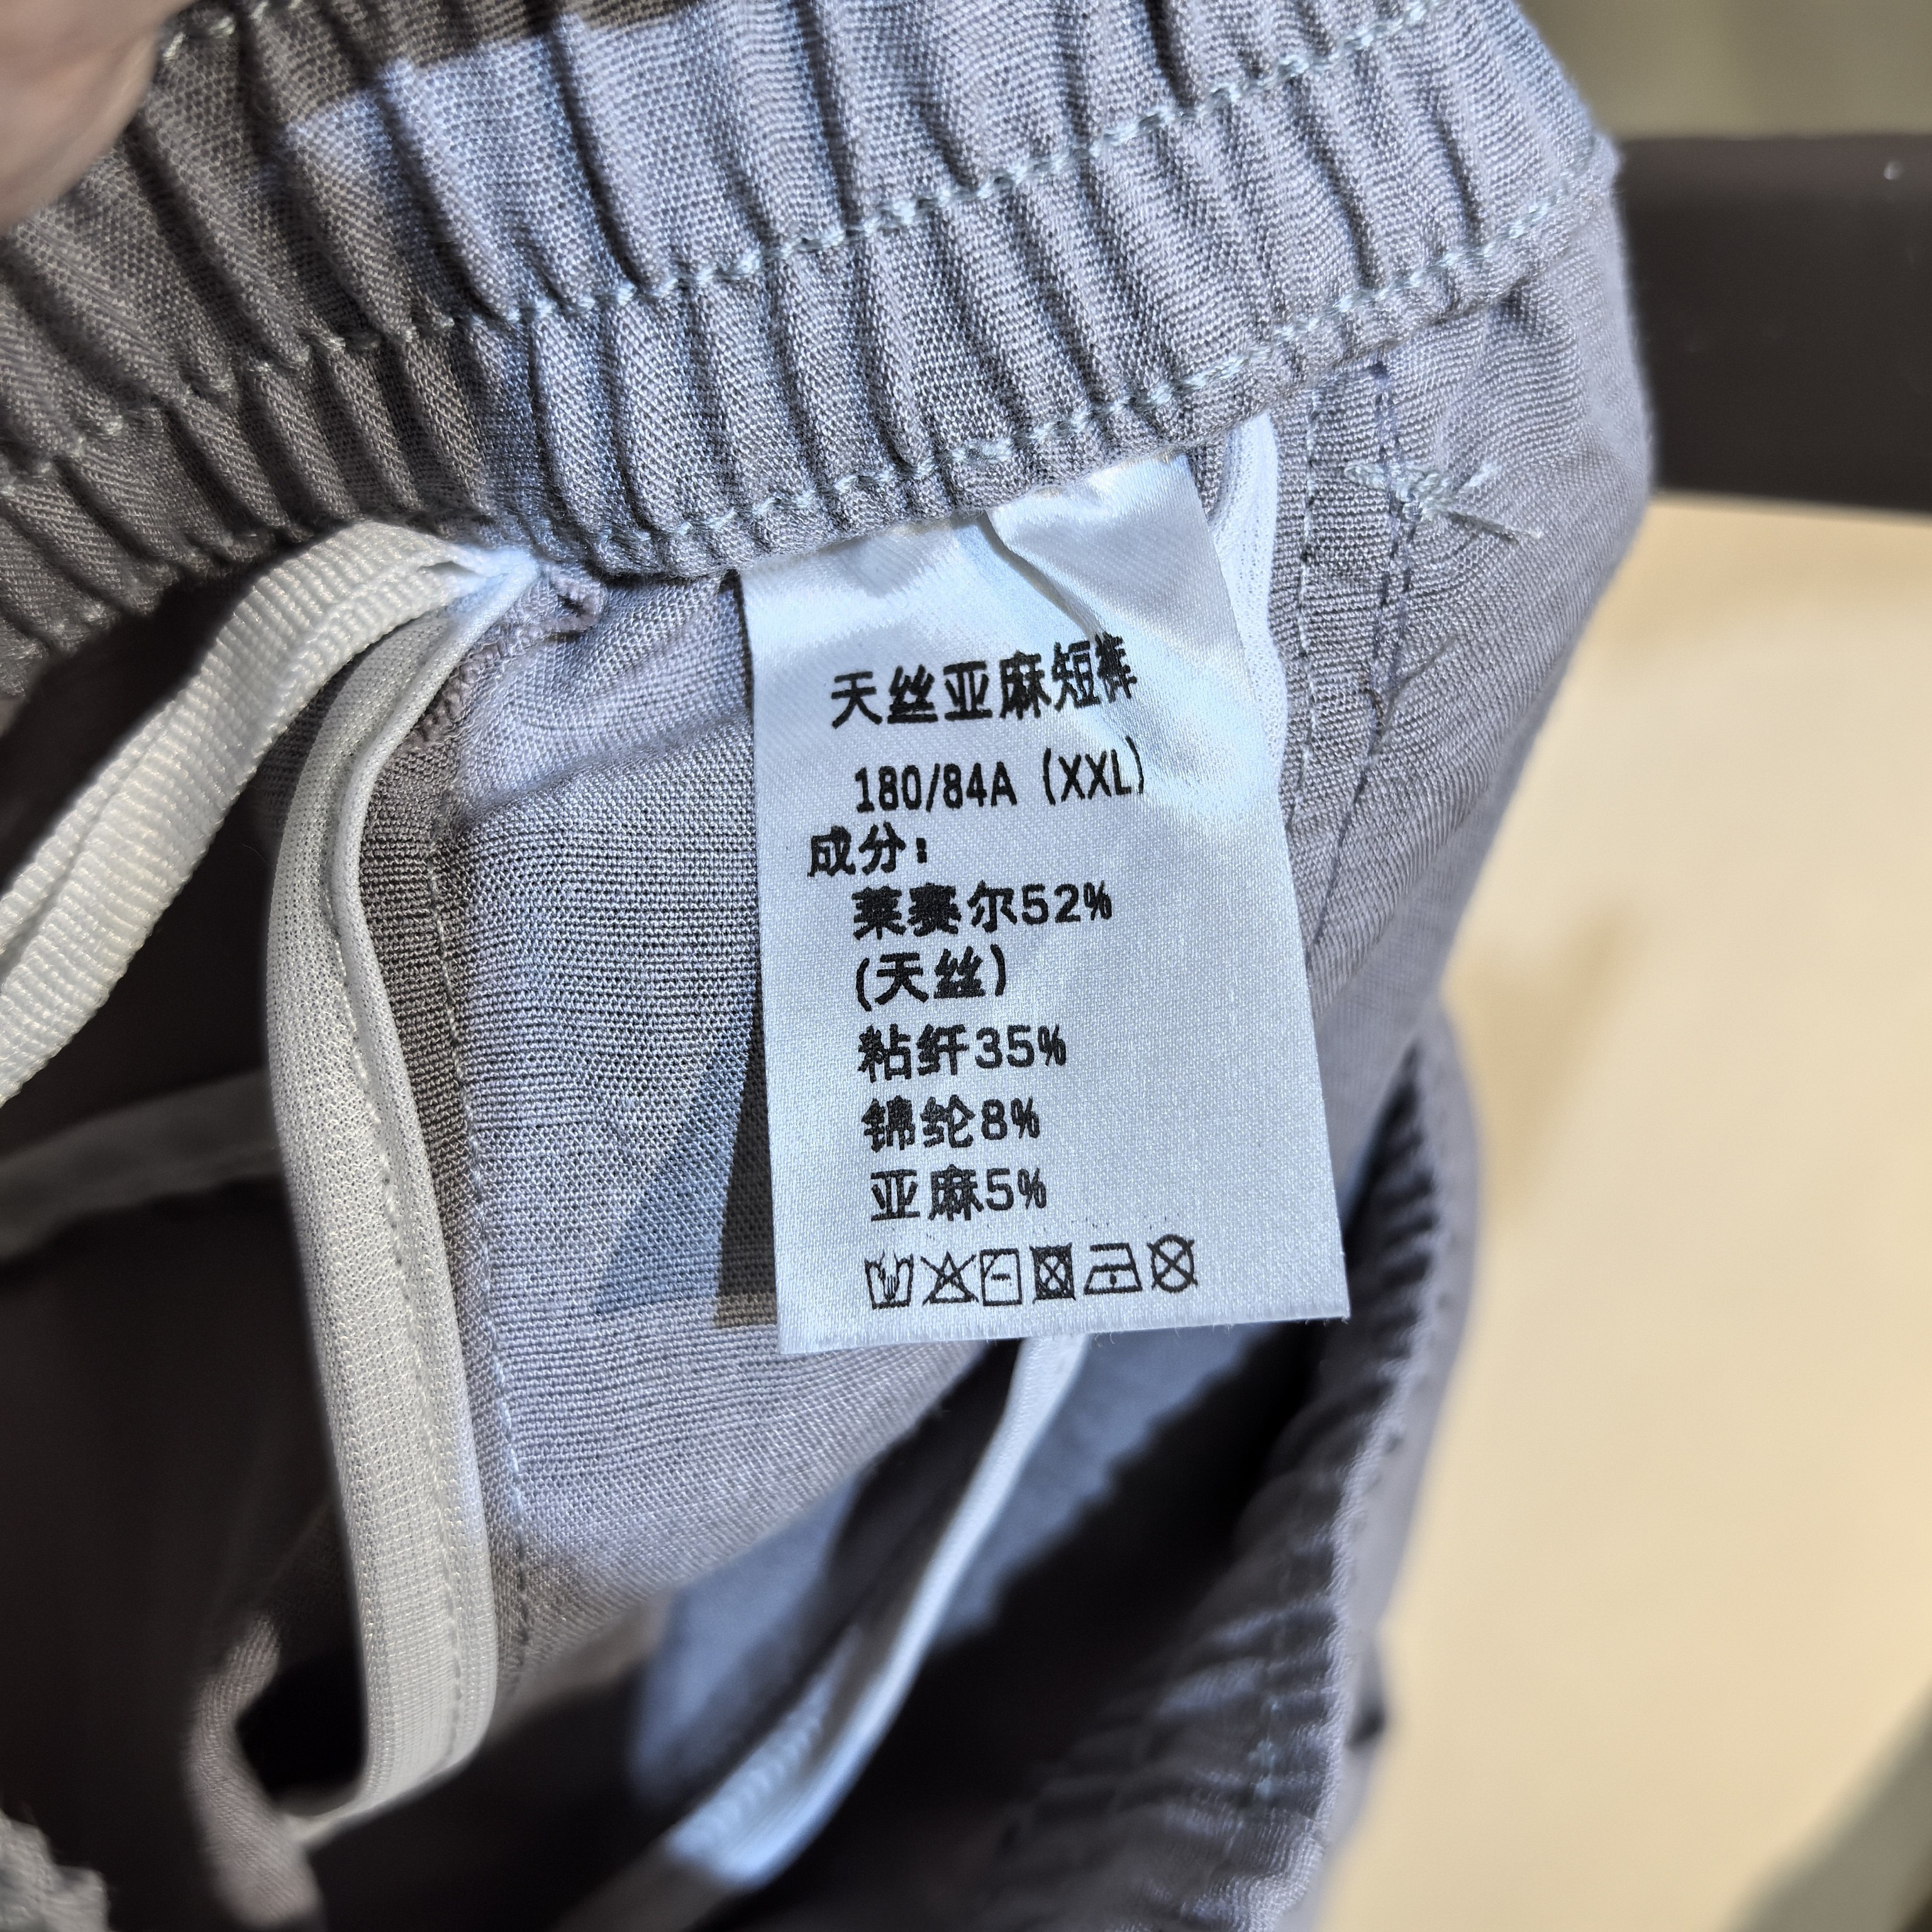 天丝亚麻短裤
180/84A (XXL)
成分:
莱赛尔52%
(天丝)
粘纤35%
锦纶8%
亚麻5%